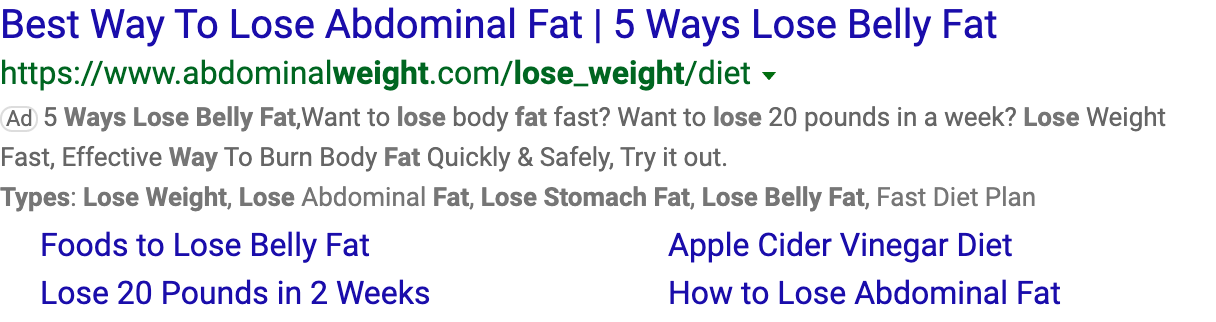 Best Way To Lose Abdominal Fat | 5 Ways Lose Belly Fat
https://www.abdominalweight.com/lose_weight/diet
Ad 5 Ways Lose Belly Fat,Want to lose body fat fast? Want to lose 20 pounds in a week? Lose Weight
Fast, Effective Way To Burn Body Fat Quickly & Safely, Try it out.
Types: Lose Weight, Lose Abdominal Fat, Lose Stomach Fat, Lose Belly Fat, Fast Diet Plan
Foods to Lose Belly Fat
Apple Cider Vinegar Diet
Lose 20 Pounds in 2 Weeks
How to Lose Abdominal Fat